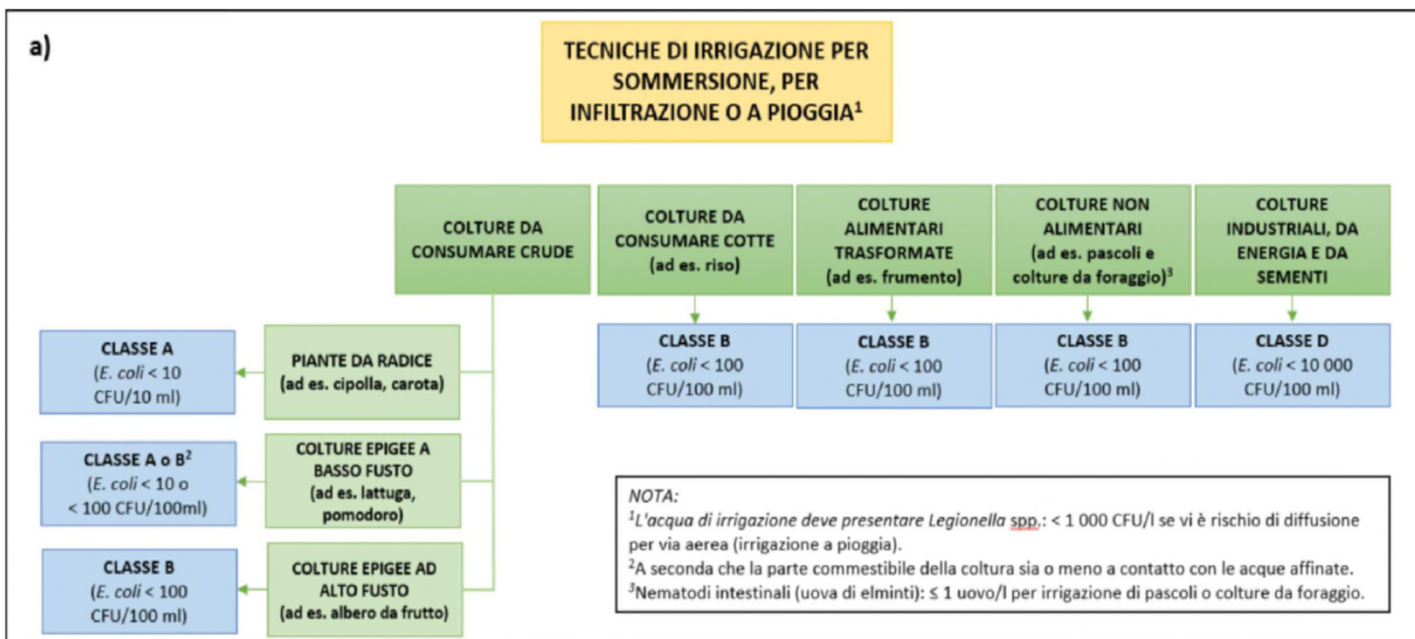 a)
TECNICHE DI IRRIGAZIONE PER
SOMMERSIONE, PER
INFILTRAZIONE O A PIOGGIA¹
COLTURE DA
CONSUMARE CRUDE
COLTURE DA
CONSUMARE COTTE
(ad es. riso)
COLTURE
ALIMENTARI
TRASFORMATE
(ad es. frumento)
COLTURE NON
ALIMENTARI
(ad es. pascoli e
colture da foraggio)³
COLTURE
INDUSTRIALI, DA
ENERGIA E DA
SEMENTI
CLASSE B
(E. coli < 100
CFU/100 ml)
CLASSE B
(E. coli < 100
CFU/100 ml)
CLASSE B
(E. coli < 100
CFU/100 ml)
CLASSE D
(E. coli < 10 000
CFU/100 ml)
CLASSE A
(E. coli < 10
CFU/10 ml)
PIANTE DA RADICE
(ad es. cipolla, carota)
CLASSE A o B²
(E. coli < 10 o
< 100 CFU/100ml)
COLTURE EPIGEE A
BASSO FUSTO
(ad es. lattuga,
pomodoro)
CLASSE B
(E. coli < 100
CFU/100 ml)
COLTURE EPIGEE AD
ALTO FUSTO
(ad es. albero da frutto)
NOTA:
¹L'acqua di irrigazione deve presentare Legionella spp.: < 1 000 CFU/l se vi è rischio di diffusione
per via aerea (irrigazione a pioggia).
²A seconda che la parte commestibile della coltura sia o meno a contatto con le acque affinate.
³Nematodi intestinali (uova di elminti): ≤ 1 uovo/l per irrigazione di pascoli o colture da foraggio.